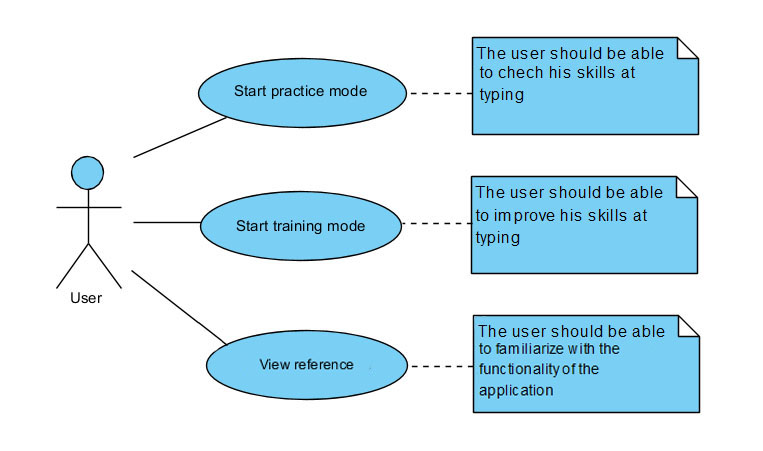 The user should be able
to chech his skills at
typing
Start practice mode
The user should be able
to improve his skills at
typing
Start training mode
User
The user should be able
to familiarize with the
functionality of the
application
View reference